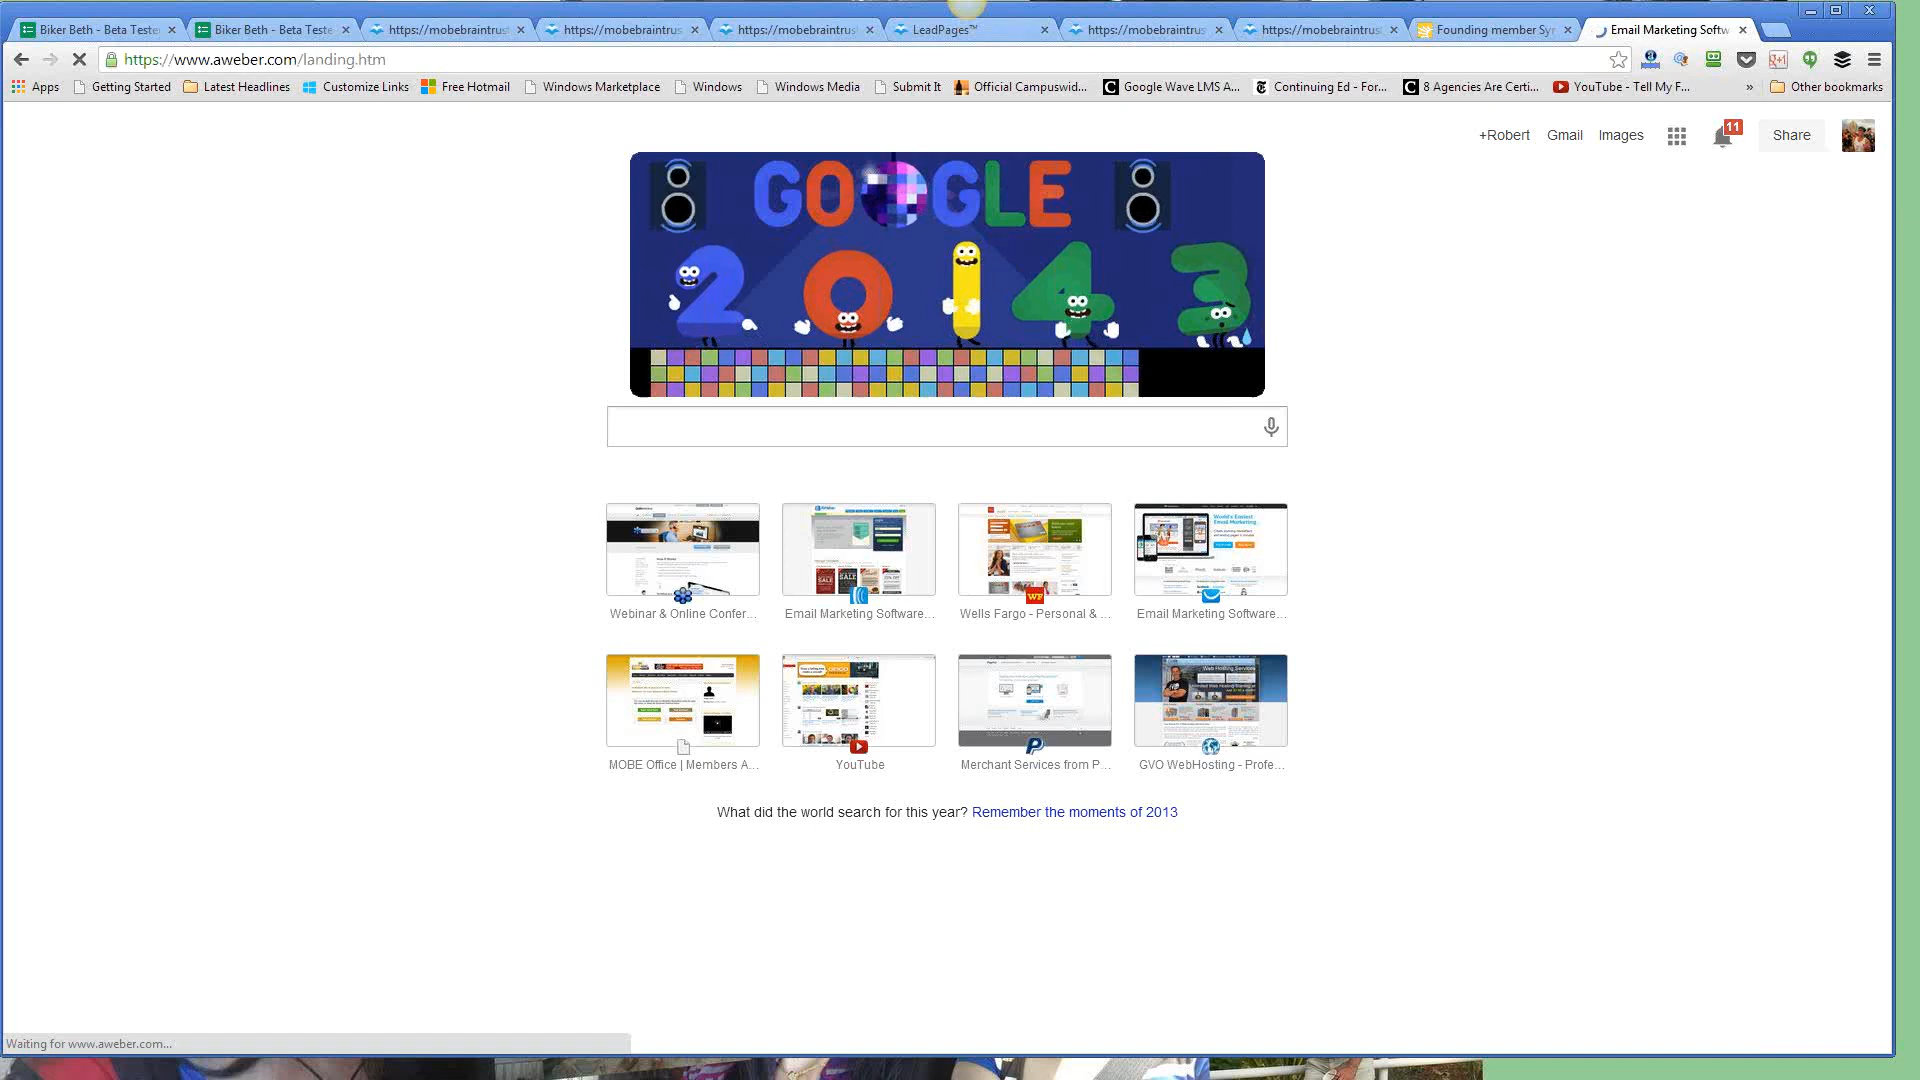 Biker Beth - Beta Teste
Biker Beth - Beta Teste
https://mobebraintrus
https://mobebraintrus
https://mobebraintrus
LeadPages™
https://mobebraintrus
https://mobebraintrus
Founding member Syn
Email Marketing Softw
https://www.aweber.com/landing.htm
Apps Getting Started Latest Headlines Customize Links Free Hotmail Windows Marketplace Windows Windows Media Submit It Official Campuswid... Google Wave LMS A... Continuing Ed - For... 8 Agencies Are Certi... YouTube - Tell My F... » Other bookmarks
+Robert Gmail Images 11 Share
GOOGLE
2014 3
Webinar & Online Confer...
Email Marketing Software...
Wells Fargo - Personal & ...
Email Marketing Software...
MOBE Office | Members A...
YouTube
Merchant Services from P...
GVO WebHosting - Profe...
What did the world search for this year? Remember the moments of 2013
Waiting for www.aweber.com...